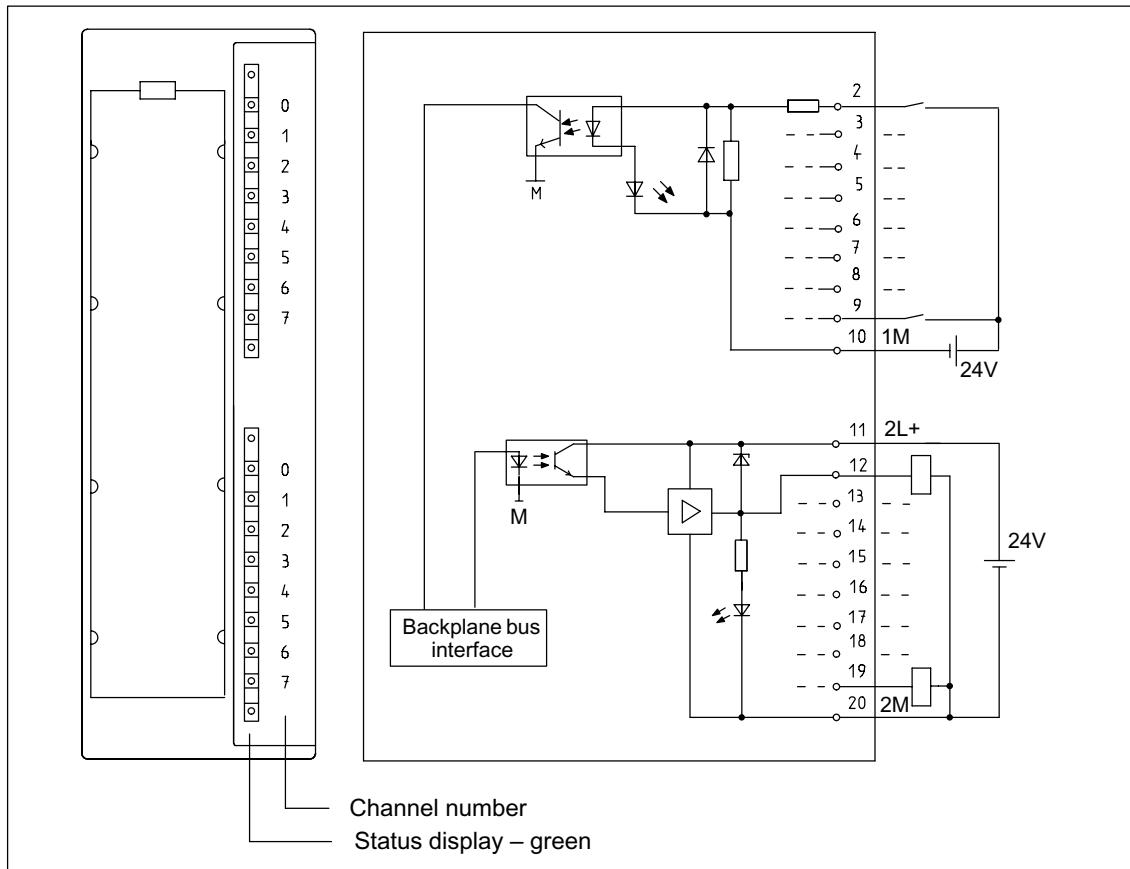 0
1
2
3
4
5
6
7
0
1
2
3
4
5
6
7
Channel number
Status display – green
M
2
3
4
5
6
7
8
9
10 1M
24V
M
Backplane bus
interface
11 2L+
12
13
14
15
16
17
18
19
20 2M
24V